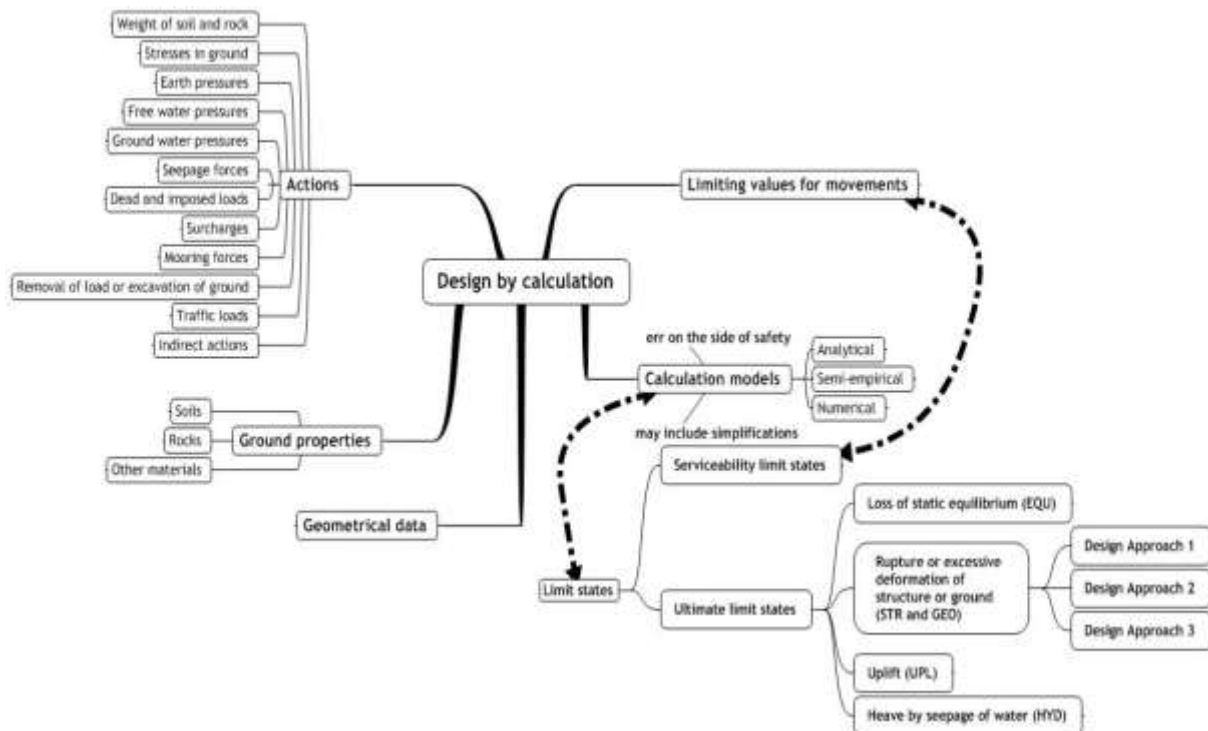 Weight of soil and rock
Stresses in ground
Earth pressures
Free water pressures
Ground water pressures
Seepage forces
Dead and imposed loads
Surcharges
Mooring forces
Removal of load or excavation of ground
Traffic loads
Indirect actions
Actions
Soils
Rocks
Other materials
Ground properties
Geometrical data
Design by calculation
Limiting values for movements
err on the side of safety
Calculation models
may include simplifications
Analytical
Semi-empirical
Numerical
Limit states
Serviceability limit states
Ultimate limit states
Loss of static equilibrium (EQU)
Rupture or excessive
deformation of
structure or ground
(STR and GEO)
Design Approach 1
Design Approach 2
Design Approach 3
Uplift (UPL)
Heave by seepage of water (HYD)